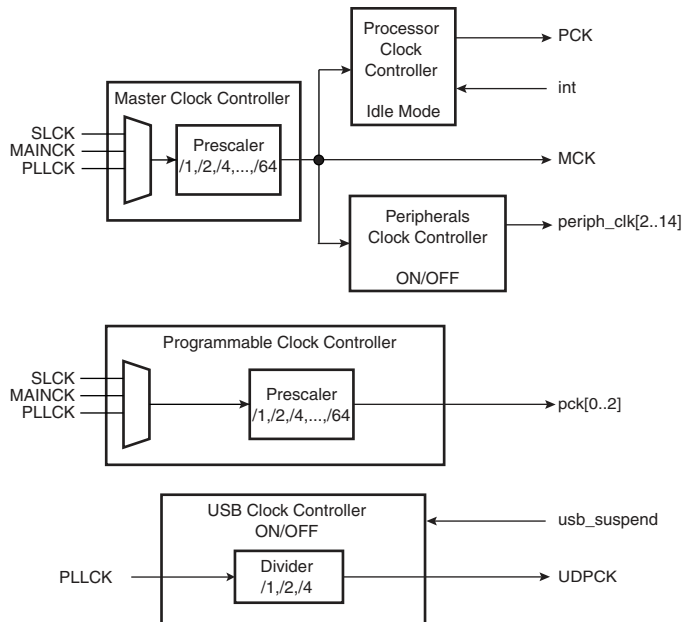 Processor
Clock
Controller
Idle Mode
PCK
int
Master Clock Controller
SLCK
MAINCK
PLLCK
Prescaler
/1,/2,/4,...,/64
MCK
Peripherals
Clock Controller
ON/OFF
periph_clk[2..14]
Programmable Clock Controller
SLCK
MAINCK
PLLCK
Prescaler
/1,/2,/4,...,/64
pck[0..2]
USB Clock Controller
ON/OFF
usb_suspend
PLLCK
Divider
/1,/2,/4
UDPCK